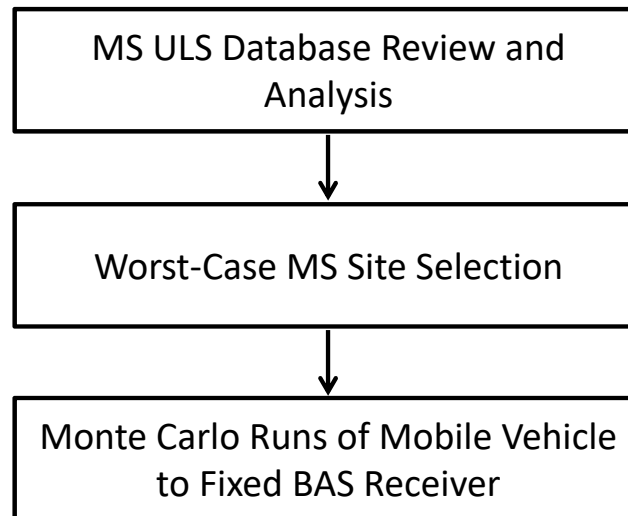 MS ULS Database Review and
Analysis
Worst-Case MS Site Selection
Monte Carlo Runs of Mobile Vehicle
to Fixed BAS Receiver